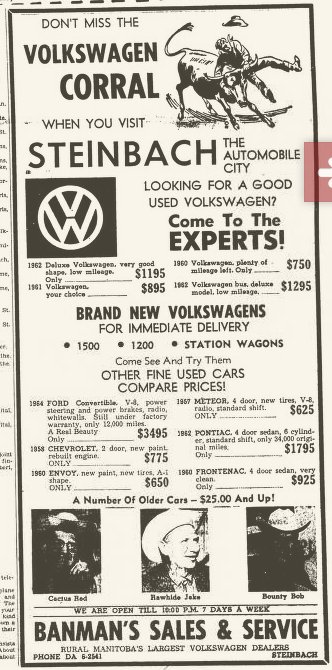 DON'T MISS THE
VOLKSWAGEN
CORRAL
WHEN YOU VISIT
STEINBACH THE AUTOMOBILE CITY
LOOKING FOR A GOOD
USED VOLKSWAGEN?
Come To The
EXPERTS!
1962 Deluxe Volkswagen, very good
shape, low mileage.
Only $1195
1961 Volkswagen,
your choice $895
1960 Volkswagen, plenty of
mileage left. Only $750
1962 Volkswagen bus, deluxe
model, low mileage, $1295
BRAND NEW VOLKSWAGENS
FOR IMMEDIATE DELIVERY
• 1500 • 1200 • STATION WAGONS
Come See And Try Them
OTHER FINE USED CARS
COMPARE PRICES!
1964 FORD Convertible. V-8, power
steering and power brakes, radio,
whitewalls. Still under factory
warranty, only 12,000 miles.
A Real Beauty
Only $3495
1958 CHEVROLET, 2 door, new paint,
rebuilt engine.
ONLY $775
1960 ENVOY, new paint, new tires, A-1
shape.
ONLY $650
1957 METEOR, 4 door, new tires, V-8,
radio, standard shift.
ONLY $625
1962 PONTIAC, 4 door sedan, 6 cylind-
er, standard shift, only 34,000 origi-
nal miles.
Only $1795
1960 FRONTENAC, 4 door sedan, very
clean.
Only $925
A Number Of Older Cars – $25.00 And Up!
Cactus Red
Rawhide Jake
Bounty Bob
WE ARE OPEN TILL 10:00 P.M. 7 DAYS A WEEK
BANMAN'S SALES & SERVICE
RURAL MANITOBA'S LARGEST VOLKSWAGEN DEALERS
PHONE DA 6-2541 STEINBACH